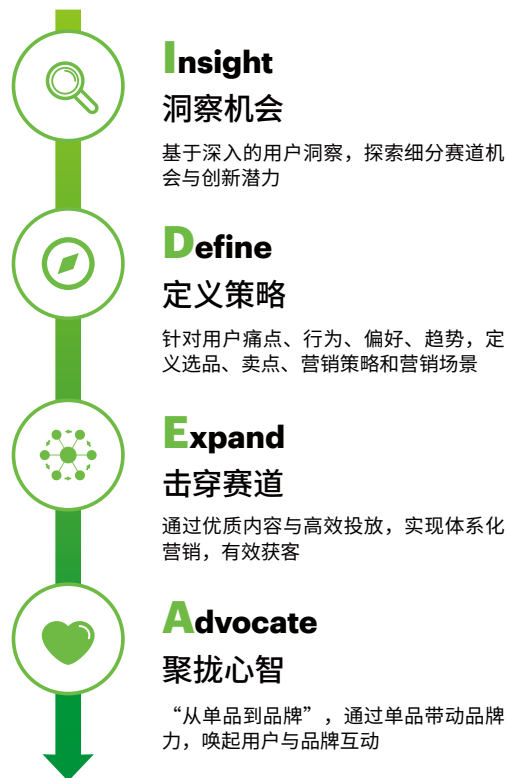 Insight
洞察机会
基于深入的用户洞察，探索细分赛道机
会与创新潜力
Define
定义策略
针对用户痛点、行为、偏好、趋势，定
义选品、卖点、营销策略和营销场景
Expand
击穿赛道
通过优质内容与高效投放，实现体系化
营销，有效获客
Advocate
聚拢心智
“从单品到品牌”，通过单品带动品牌
力，唤起用户与品牌互动